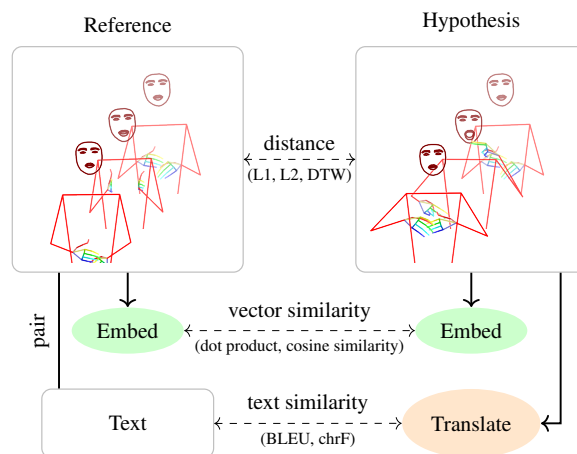 Reference
Hypothesis
distance
(L1, L2, DTW)
vector similarity
Embed
Embed
(dot product, cosine similarity)
pair
text similarity
Text
Translate
(BLEU, chrF)